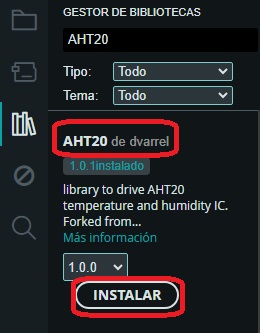 GESTOR DE BIBLIOTECAS
AHT20
Tipo: Todo
Tema: Todo
AHT20 de dvarrel
1.0.1instalado
library to drive AHT20
temperature and humidity IC.
Forked from...
Más información
1.0.0
INSTALAR